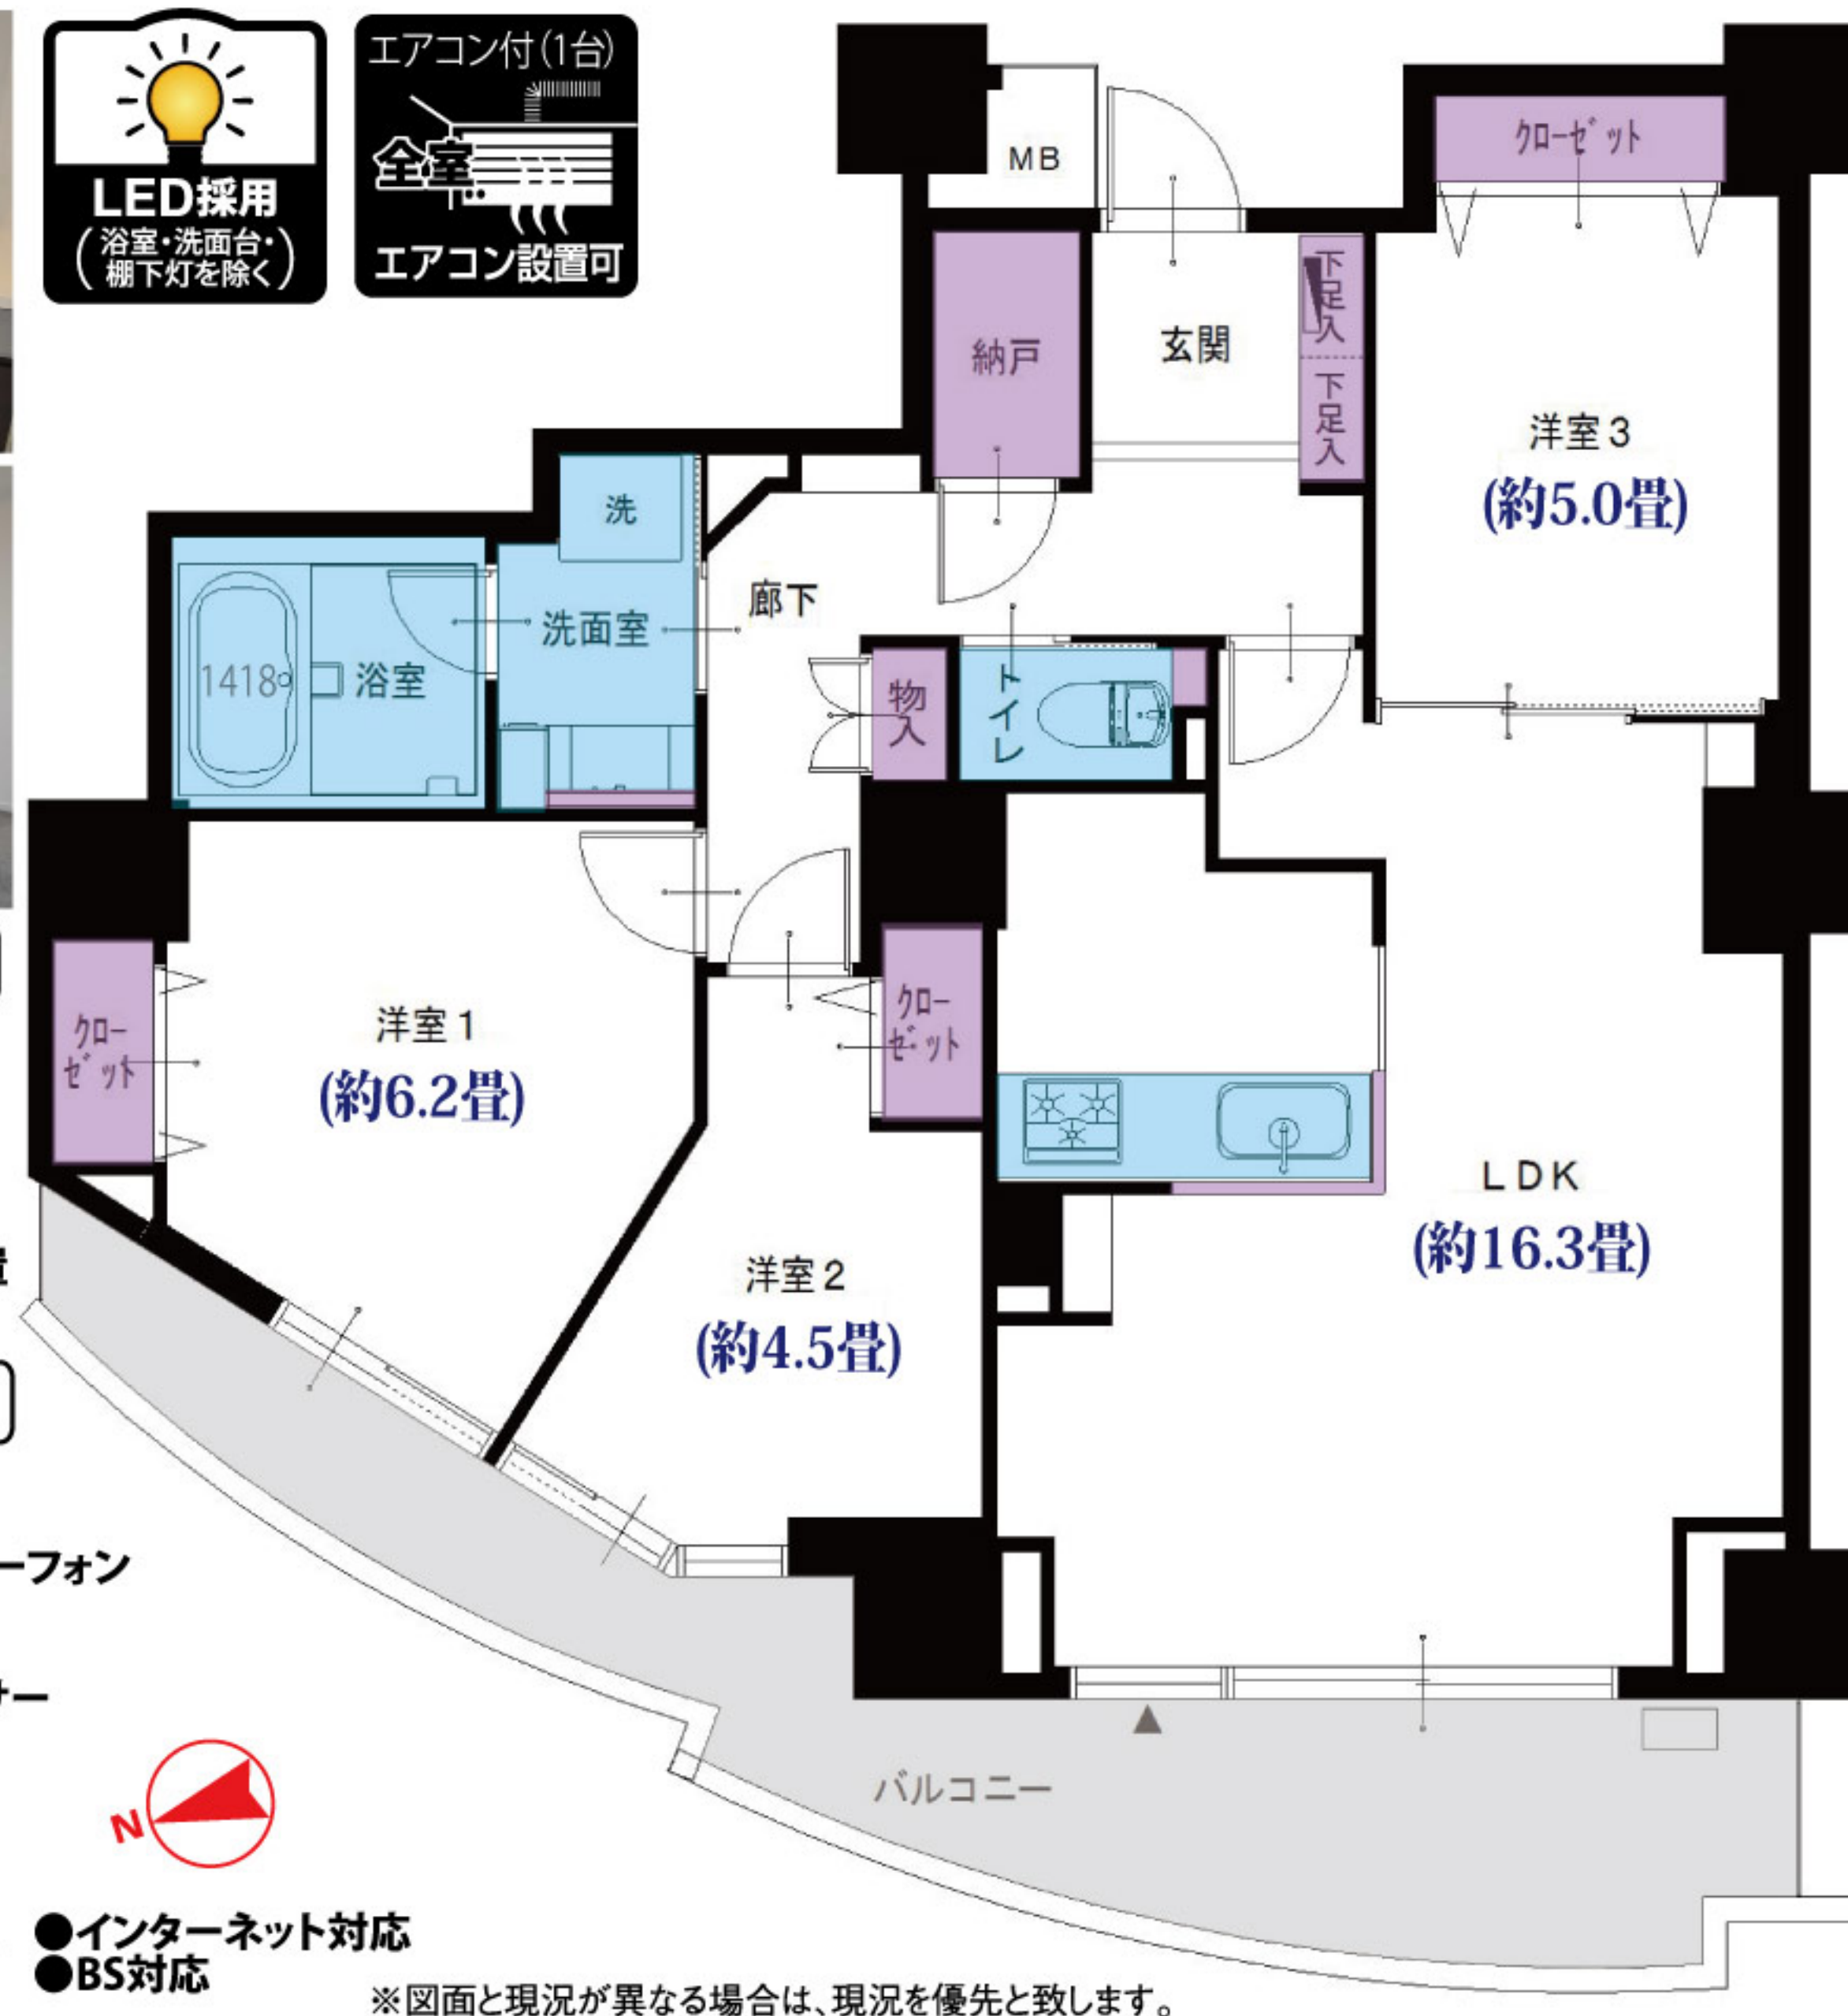 LED採用
(浴室・洗面台・
棚下灯を除く)
エアコン付(1台)
全室
エアコン設置可
MB
クローゼット
下足入
納戸
玄関
下足入
洋室3
(約5.0畳)
洗
廊下
洗面室
1418
浴室
物入
トイレ
クロー
ゼット
洋室1
(約6.2畳)
クロー
ゼット
LDK
(約16.3畳)
洋室2
(約4.5畳)
ーフォン
ナー
バルコニー
N
●インターネット対応
●BS対応
※図面と現況が異なる場合は、現況を優先と致します。